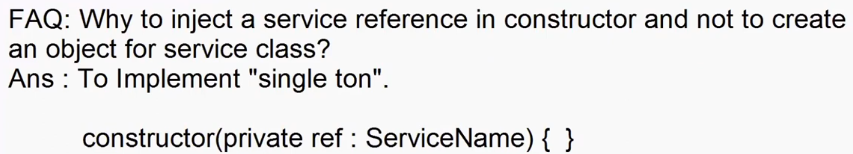 FAQ: Why to inject a service reference in constructor and not to create
an object for service class?
Ans : To Implement "single ton".
constructor(private ref : ServiceName) { }